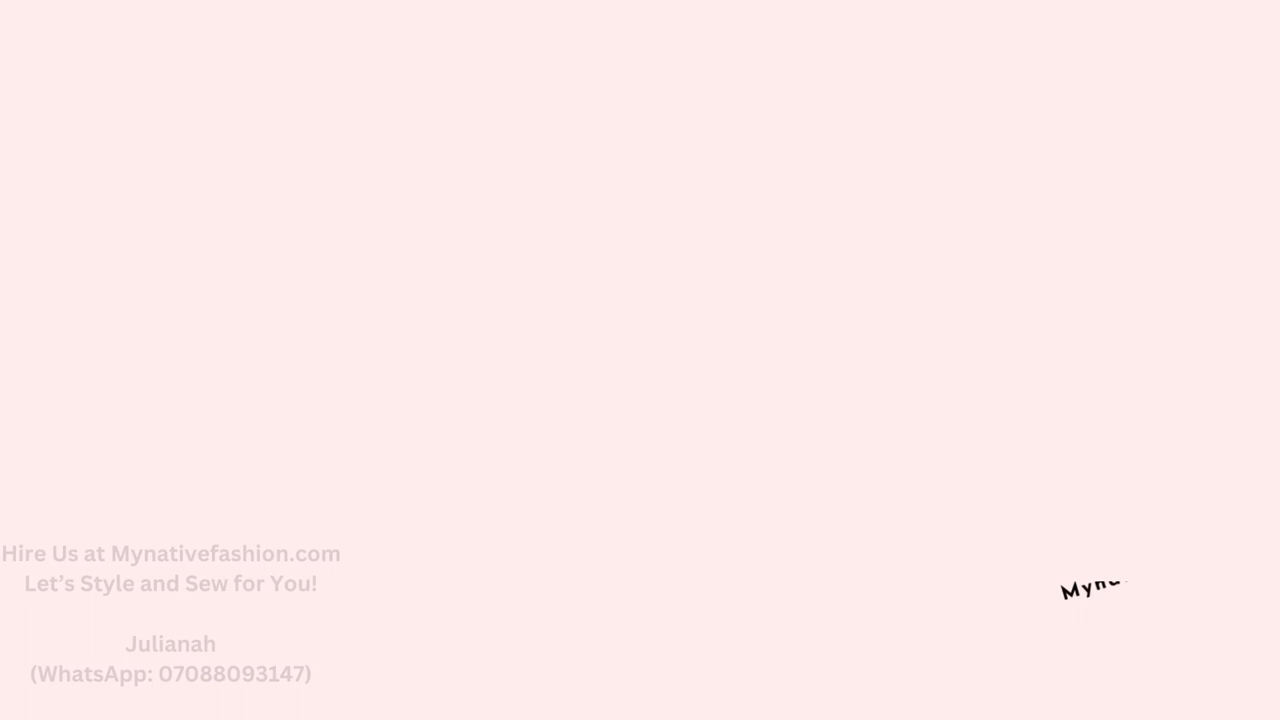 Hire Us at Mynativefashion.com
Let’s Style and Sew for You!
Julianah
(WhatsApp: 07088093147)